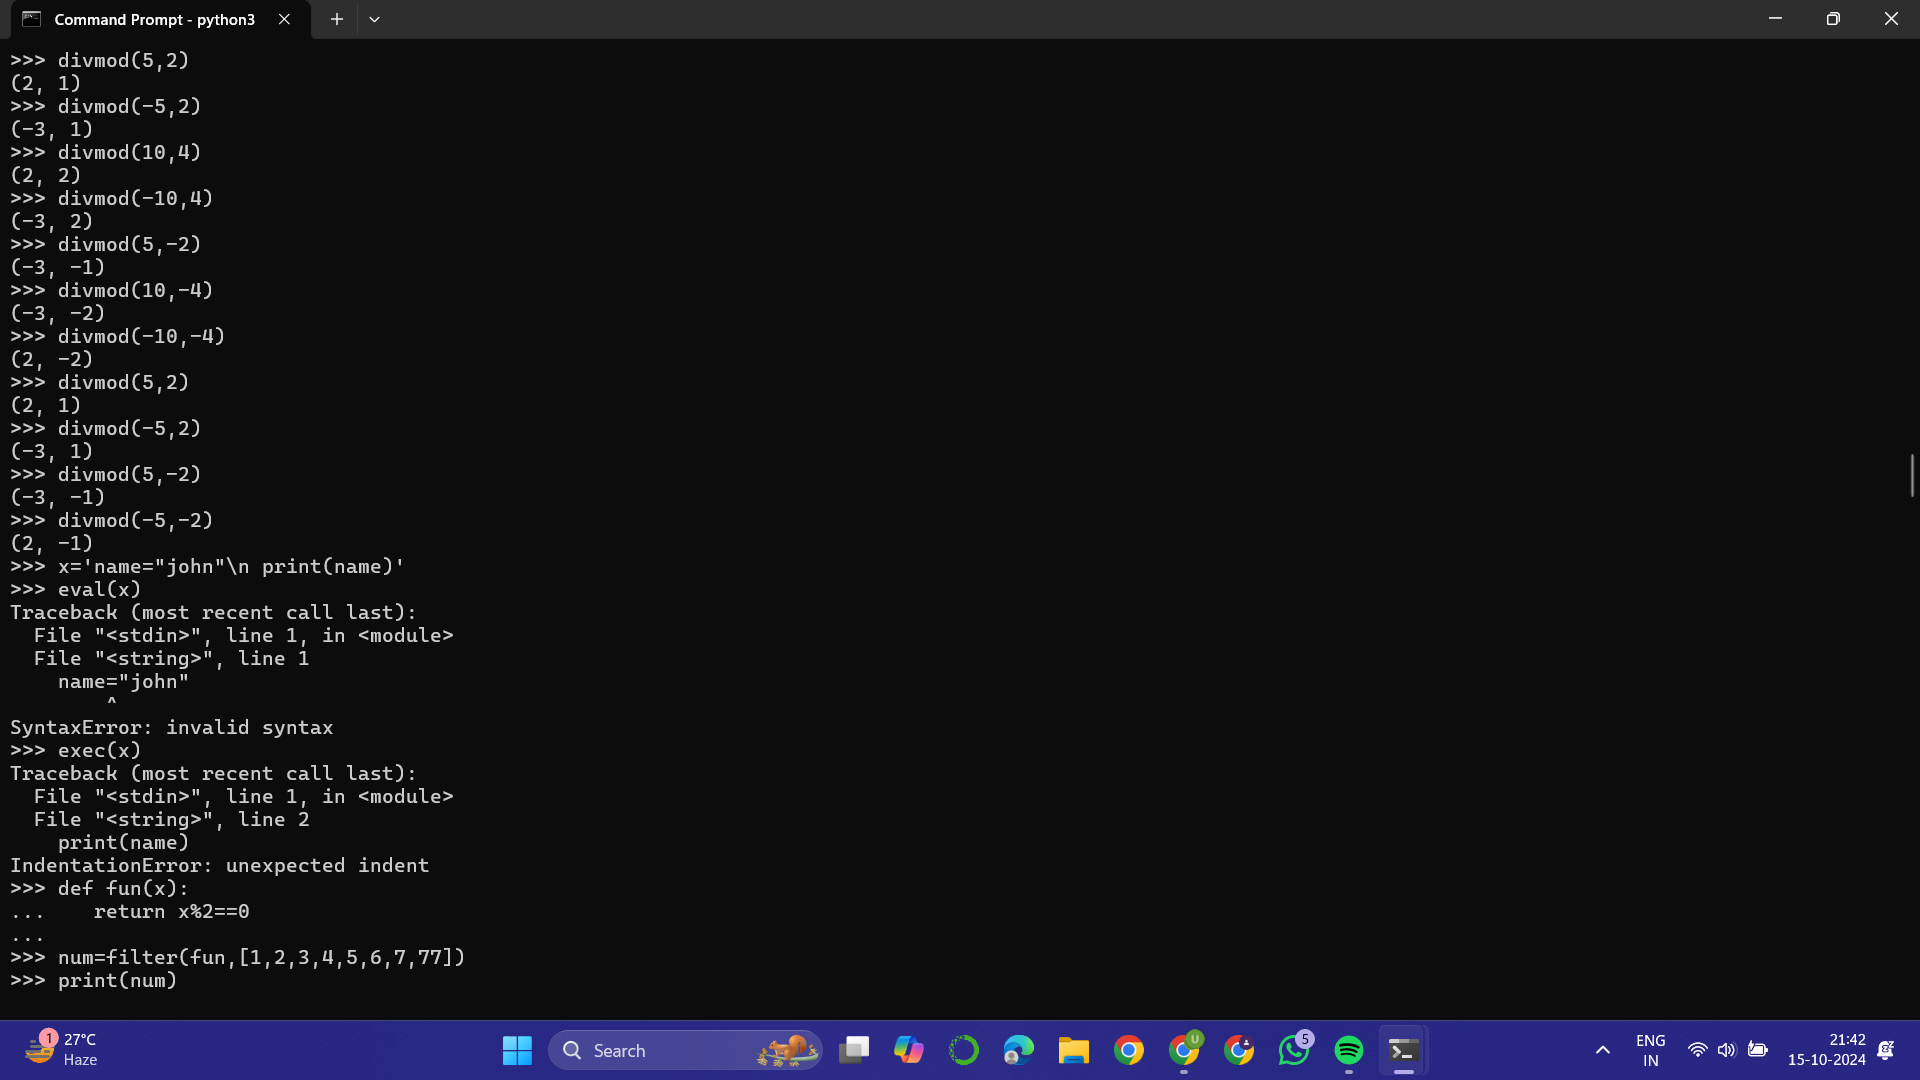 Command Prompt - python3
>>> divmod(5,2)
(2, 1)
>>> divmod(-5,2)
(-3, 1)
>>> divmod(10,4)
(2, 2)
>>> divmod(-10,4)
(-3, 2)
>>> divmod(5,-2)
(-3, -1)
>>> divmod(10,-4)
(-3, -2)
>>> divmod(-10,-4)
(2, -2)
>>> divmod(5,2)
(2, 1)
>>> divmod(-5,2)
(-3, 1)
>>> divmod(5,-2)
(-3, -1)
>>> divmod(-5,-2)
(2, -1)
>>> x='name="john"\n print(name)'
>>> eval(x)
Traceback (most recent call last):
  File "<stdin>", line 1, in <module>
  File "<string>", line 1
    name="john"
        ^
SyntaxError: invalid syntax
>>> exec(x)
Traceback (most recent call last):
  File "<stdin>", line 1, in <module>
  File "<string>", line 2
    print(name)
IndentationError: unexpected indent
>>> def fun(x):
...    return x%2==0
...
>>> num=filter(fun,[1,2,3,4,5,6,7,77])
>>> print(num)
1
27°C
Haze
Search
U
5
ENG
IN
21:42
15-10-2024